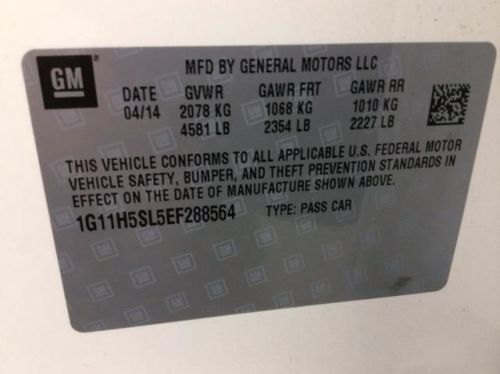 GM
MFD BY GENERAL MOTORS LLC
DATE GVWR GAWR FRT GAWR RR
04/14 2078 KG 1068 KG 1010 KG
4581 LB 2354 LB 2227 LB
THIS VEHICLE CONFORMS TO ALL APPLICABLE U.S. FEDERAL MOTOR
VEHICLE SAFETY, BUMPER, AND THEFT PREVENTION STANDARDS IN
EFFECT ON THE DATE OF MANUFACTURE SHOWN ABOVE.
1G11H5SL5EF288564 TYPE: PASS CAR